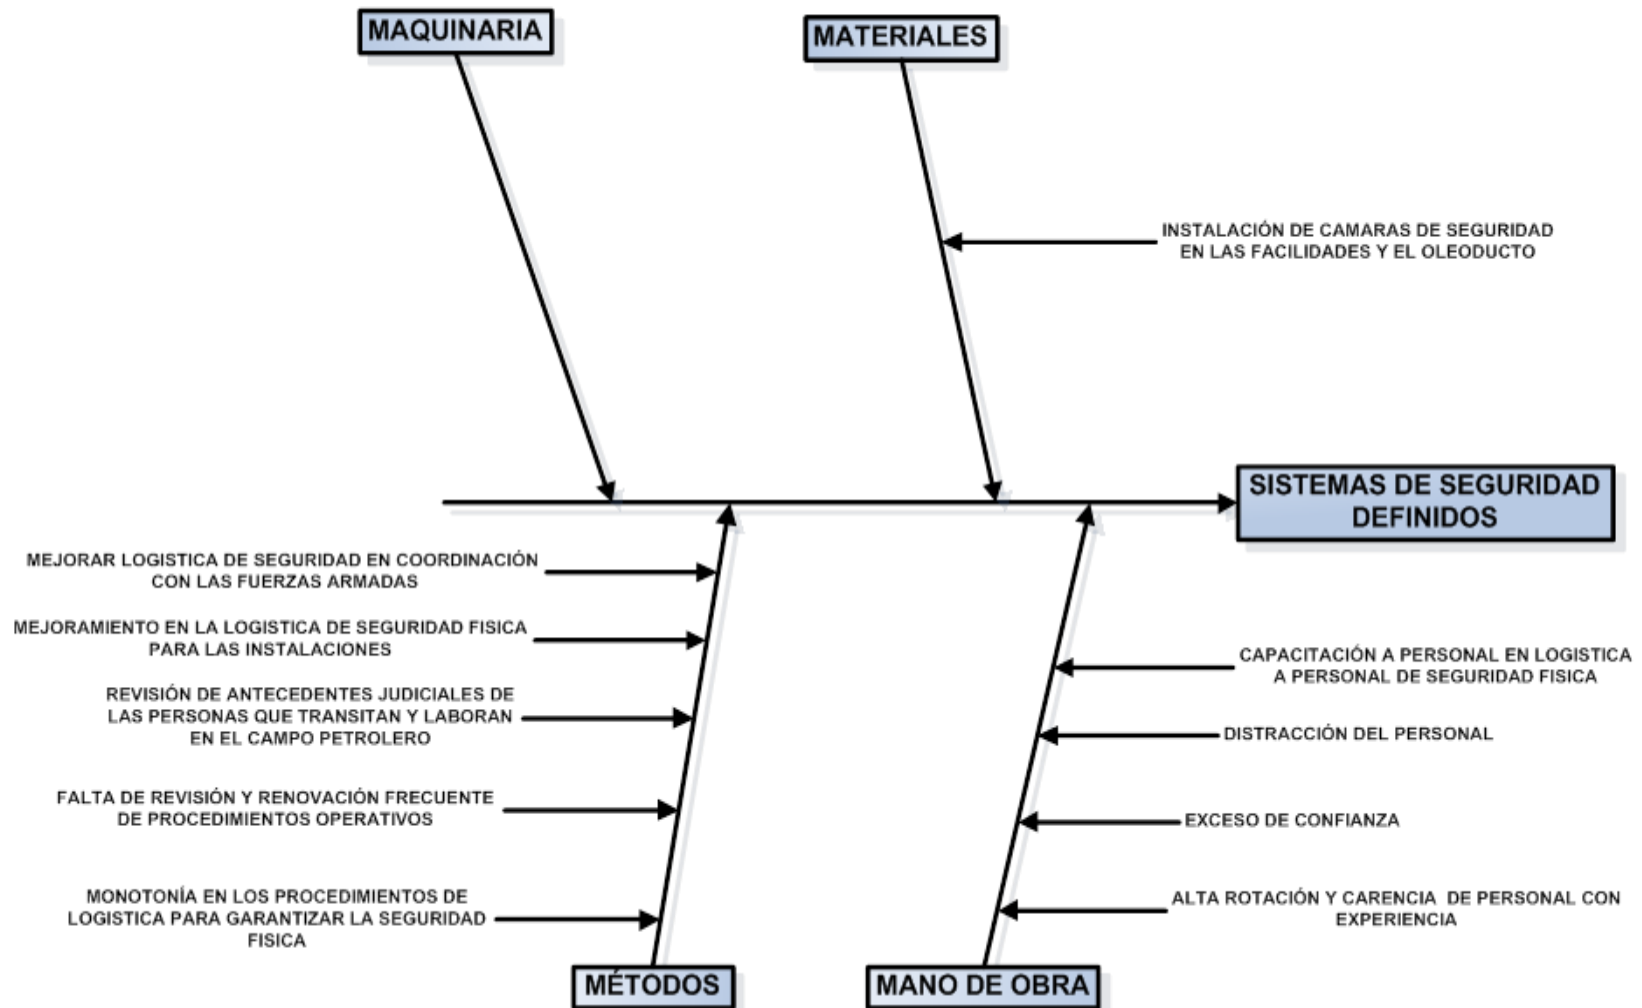 MAQUINARIA
MATERIALES
INSTALACIÓN DE CAMARAS DE SEGURIDAD
EN LAS FACILIDADES Y EL OLEODUCTO
SISTEMAS DE SEGURIDAD
DEFINIDOS
MEJORAR LOGISTICA DE SEGURIDAD EN COORDINACIÓN
CON LAS FUERZAS ARMADAS
MEJORAMIENTO EN LA LOGISTICA DE SEGURIDAD FISICA
PARA LAS INSTALACIONES
REVISIÓN DE ANTECEDENTES JUDICIALES DE
LAS PERSONAS QUE TRANSITAN Y LABORAN
EN EL CAMPO PETROLERO
FALTA DE REVISIÓN Y RENOVACIÓN FRECUENTE
DE PROCEDIMIENTOS OPERATIVOS
MONOTONÍA EN LOS PROCEDIMIENTOS DE
LOGISTICA PARA GARANTIZAR LA SEGURIDAD
FISICA
CAPACITACIÓN A PERSONAL EN LOGISTICA
A PERSONAL DE SEGURIDAD FISICA
DISTRACCIÓN DEL PERSONAL
EXCESO DE CONFIANZA
ALTA ROTACIÓN Y CARENCIA DE PERSONAL CON
EXPERIENCIA
MÉTODOS
MANO DE OBRA